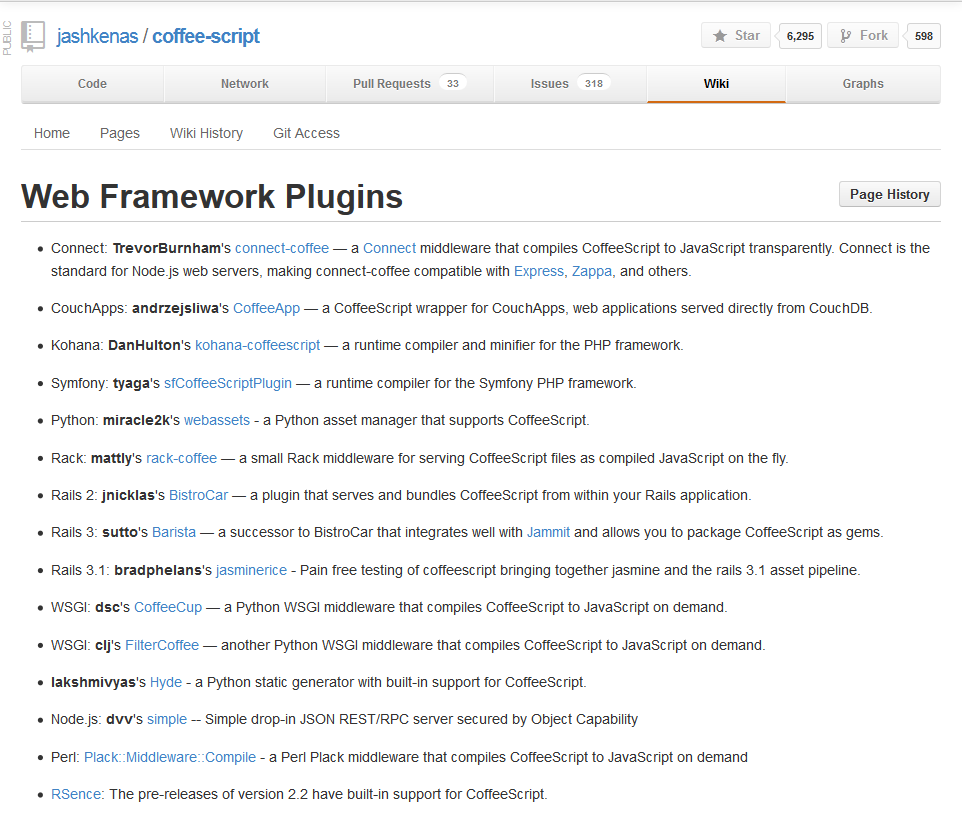 PUBLIC
jashkenas / coffee-script
Star 6,295 Fork 598
Code Network Pull Requests 33 Issues 318 Wiki Graphs
Home Pages Wiki History Git Access
Web Framework Plugins
Page History
• Connect: TrevorBurnham's connect-coffee — a Connect middleware that compiles CoffeeScript to JavaScript transparently. Connect is the
standard for Node.js web servers, making connect-coffee compatible with Express, Zappa, and others.
• CouchApps: andrzejsliwa's CoffeeApp — a CoffeeScript wrapper for CouchApps, web applications served directly from CouchDB.
• Kohana: DanHulton's kohana-coffeescript — a runtime compiler and minifier for the PHP framework.
• Symfony: tyaga's sfCoffeeScriptPlugin — a runtime compiler for the Symfony PHP framework.
• Python: miracle2k's webassets - a Python asset manager that supports CoffeeScript.
• Rack: mattly's rack-coffee — a small Rack middleware for serving CoffeeScript files as compiled JavaScript on the fly.
• Rails 2: jnicklas's BistroCar — a plugin that serves and bundles CoffeeScript from within your Rails application.
• Rails 3: sutto's Barista — a successor to BistroCar that integrates well with Jammit and allows you to package CoffeeScript as gems.
• Rails 3.1: bradphelans's jasminerice - Pain free testing of coffeescript bringing together jasmine and the rails 3.1 asset pipeline.
• WSGI: dsc's CoffeeCup — a Python WSGI middleware that compiles CoffeeScript to JavaScript on demand.
• WSGI: clj's FilterCoffee — another Python WSGI middleware that compiles CoffeeScript to JavaScript on demand.
• lakshmivyas's Hyde - a Python static generator with built-in support for CoffeeScript.
• Node.js: dvv's simple -- Simple drop-in JSON REST/RPC server secured by Object Capability
• Perl: Plack::Middleware::Compile - a Perl Plack middleware that compiles CoffeeScript to JavaScript on demand
• RSence: The pre-releases of version 2.2 have built-in support for CoffeeScript.